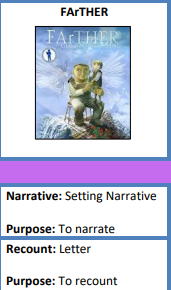 FArTHER
FArTHER
Narrative: Setting Narrative
Purpose: To narrate
Recount: Letter
Purpose: To recount